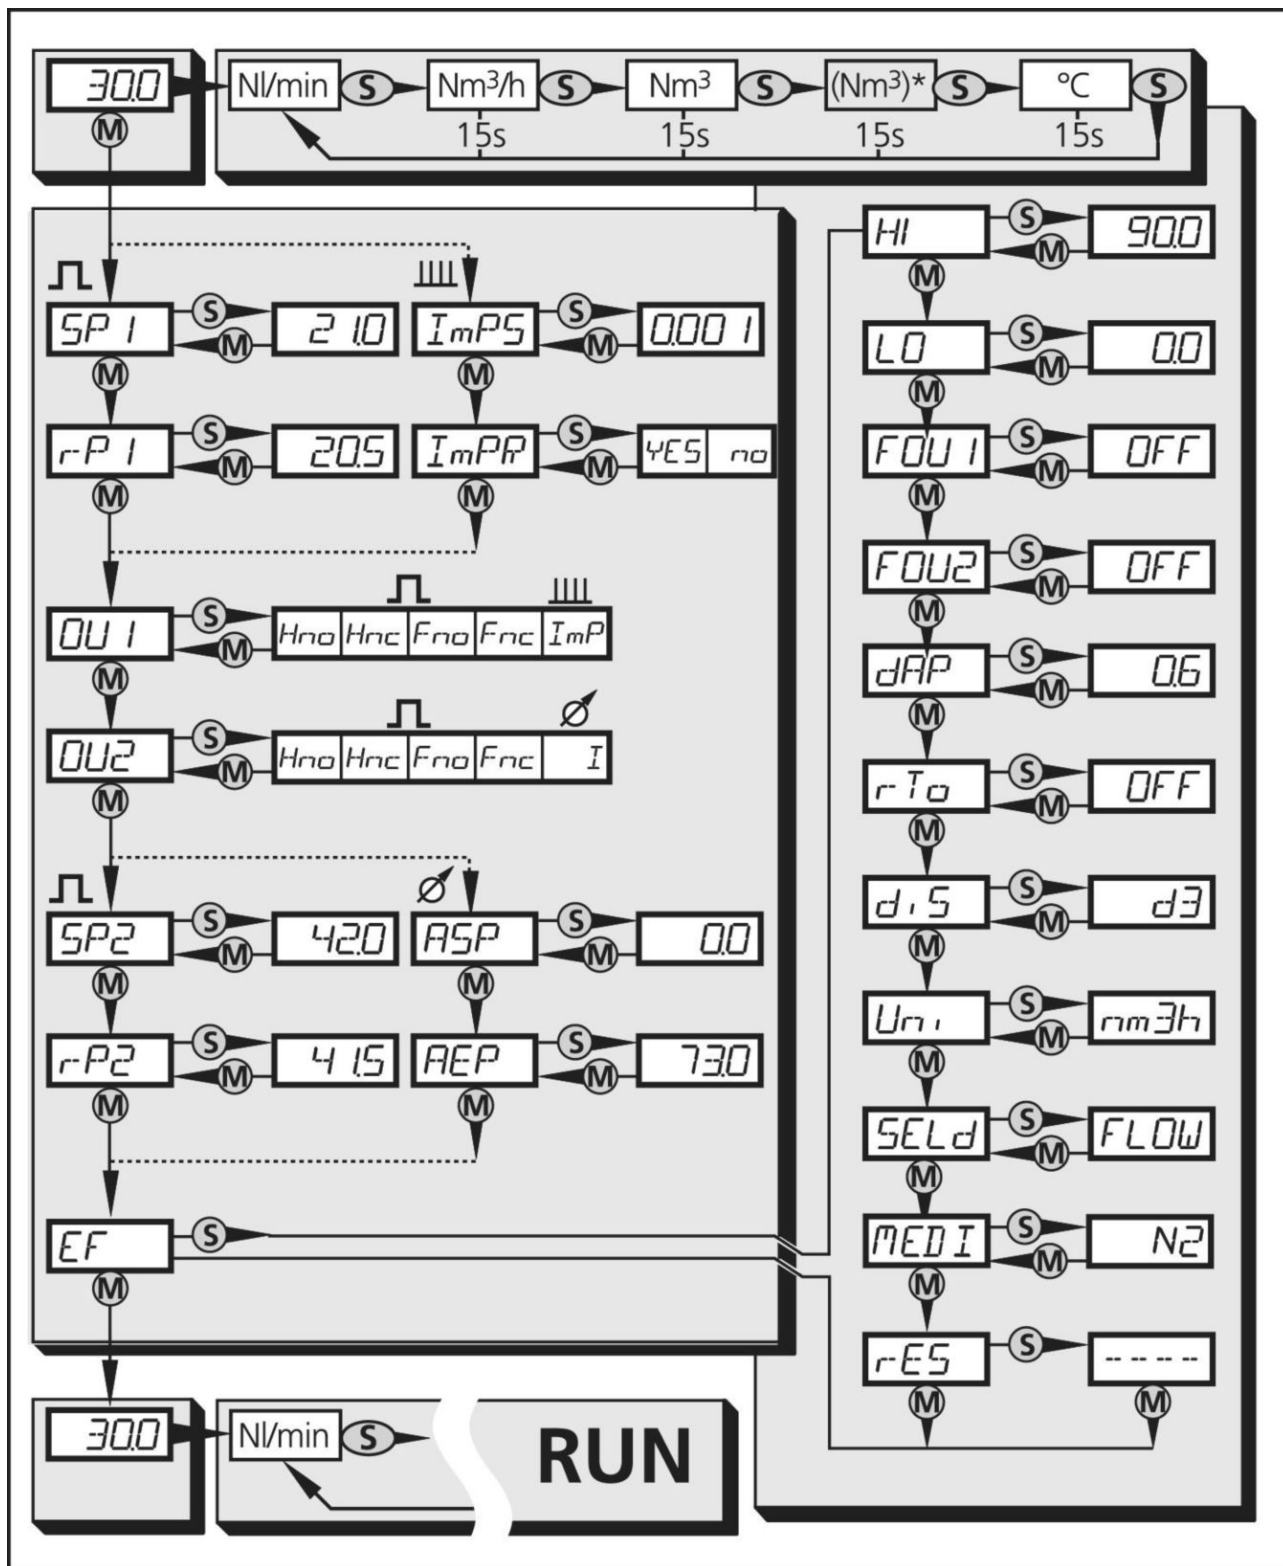 30.0 Nl/min S Nm³/h S Nm³ S (Nm³)* S °C S
M 15s 15s 15s 15s
SP1 S 21.0 ImPS S 0.001
M M
M M
rP1 S 20.5 ImPR S YES no
M M
M M
OU1 S Hno Hnc Fno Fnc ImP
M
M
OU2 S Hno Hnc Fno Fnc I
M
M
SP2 S 42.0 ASP S 0.0
M M
M M
rP2 S 41.5 AEP S 73.0
M M
M M
EF S
M
30.0 Nl/min S RUN
HI S 90.0
M
M
LO S 0.0
M
M
FOU1 S OFF
M
M
FOU2 S OFF
M
M
dAP S 0.6
M
M
rTo S OFF
M
M
diS S d3
M
M
Uni S nm3h
M
M
SELd S FLOW
M
M
MEDI S N2
M
M
rES S ----
M M